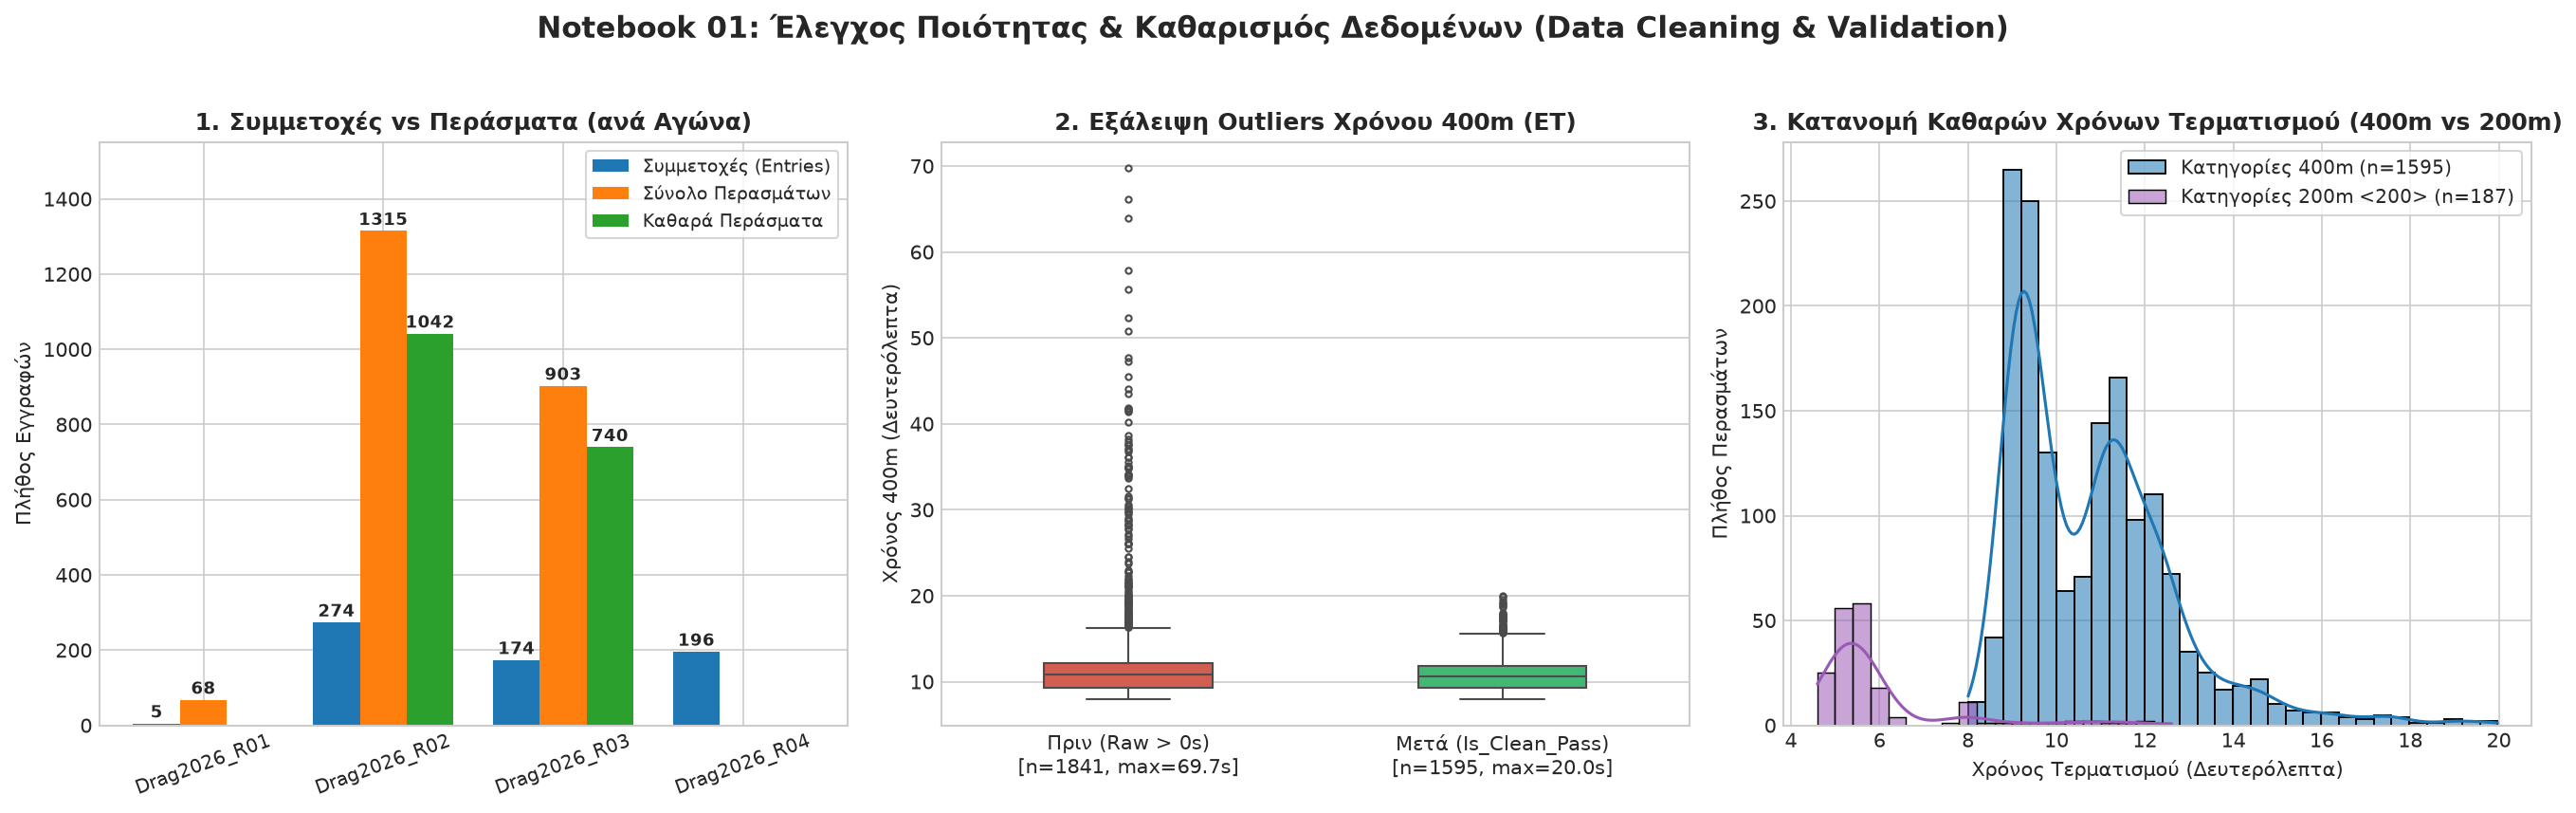 Notebook 01: Έλεγχος Ποιότητας & Καθαρισμός Δεδομένων (Data Cleaning & Validation)
1. Συμμετοχές vs Περάσματα (ανά Αγώνα)
Συμμετοχές (Entries)
Σύνολο Περασμάτων
Καθαρά Περάσματα
Πλήθος Εγγραφών
1400
1200
1000
800
600
400
200
0
5
68
274
1315
1042
174
903
740
196
Drag2026_R01
Drag2026_R02
Drag2026_R03
Drag2026_R04
2. Εξάλειψη Outliers Χρόνου 400m (ET)
Χρόνος 400m (Δευτερόλεπτα)
70
60
50
40
30
20
10
Πριν (Raw > 0s)
[n=1841, max=69.7s]
Μετά (Is_Clean_Pass)
[n=1595, max=20.0s]
3. Κατανομή Καθαρών Χρόνων Τερματισμού (400m vs 200m)
Κατηγορίες 400m (n=1595)
Κατηγορίες 200m <200> (n=187)
Πλήθος Περασμάτων
250
200
150
100
50
0
4
6
8
10
12
14
16
18
20
Χρόνος Τερματισμού (Δευτερόλεπτα)